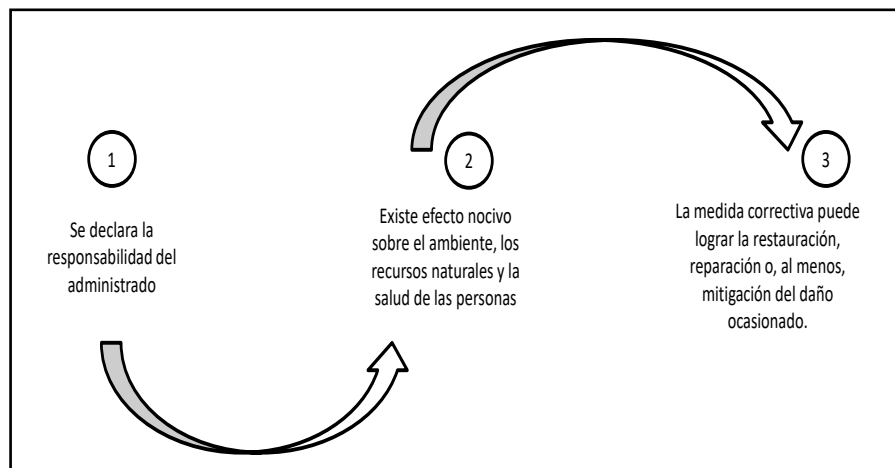 1
Se declara la
responsabilidad del
administrado
2
Existe efecto nocivo
sobre el ambiente, los
recursos naturales y la
salud de las personas
3
La medida correctiva puede
lograr la restauración,
reparación o, al menos,
mitigación del daño
ocasionado.